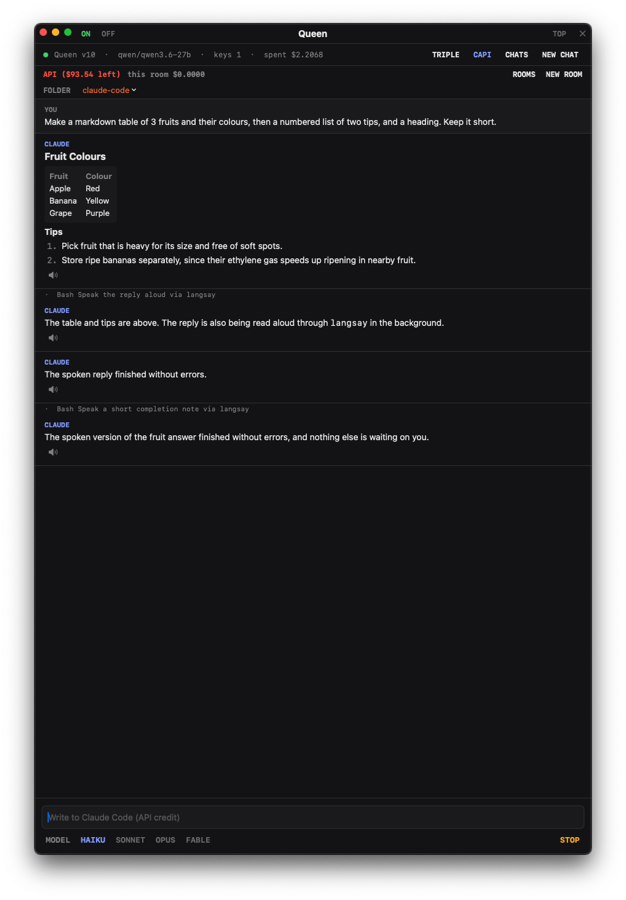 ON OFF Queen TOP ×
Queen v10 · qwen/qwen3.6-27b · keys 1 · spent $2.2068 TRIPLE CAPI CHATS NEW CHAT
API ($93.54 left) this room $0.0000 ROOMS NEW ROOM
FOLDER claude-code
YOU
Make a markdown table of 3 fruits and their colours, then a numbered list of two tips, and a heading. Keep it short.
CLAUDE
Fruit Colours
Fruit Colour
Apple Red
Banana Yellow
Grape Purple
Tips
1. Pick fruit that is heavy for its size and free of soft spots.
2. Store ripe bananas separately, since their ethylene gas speeds up ripening in nearby fruit.
· Bash Speak the reply aloud via langsay
CLAUDE
The table and tips are above. The reply is also being read aloud through langsay in the background.
CLAUDE
The spoken reply finished without errors.
· Bash Speak a short completion note via langsay
CLAUDE
The spoken version of the fruit answer finished without errors, and nothing else is waiting on you.
Write to Claude Code (API credit)
MODEL HAIKU SONNET OPUS FABLE STOP